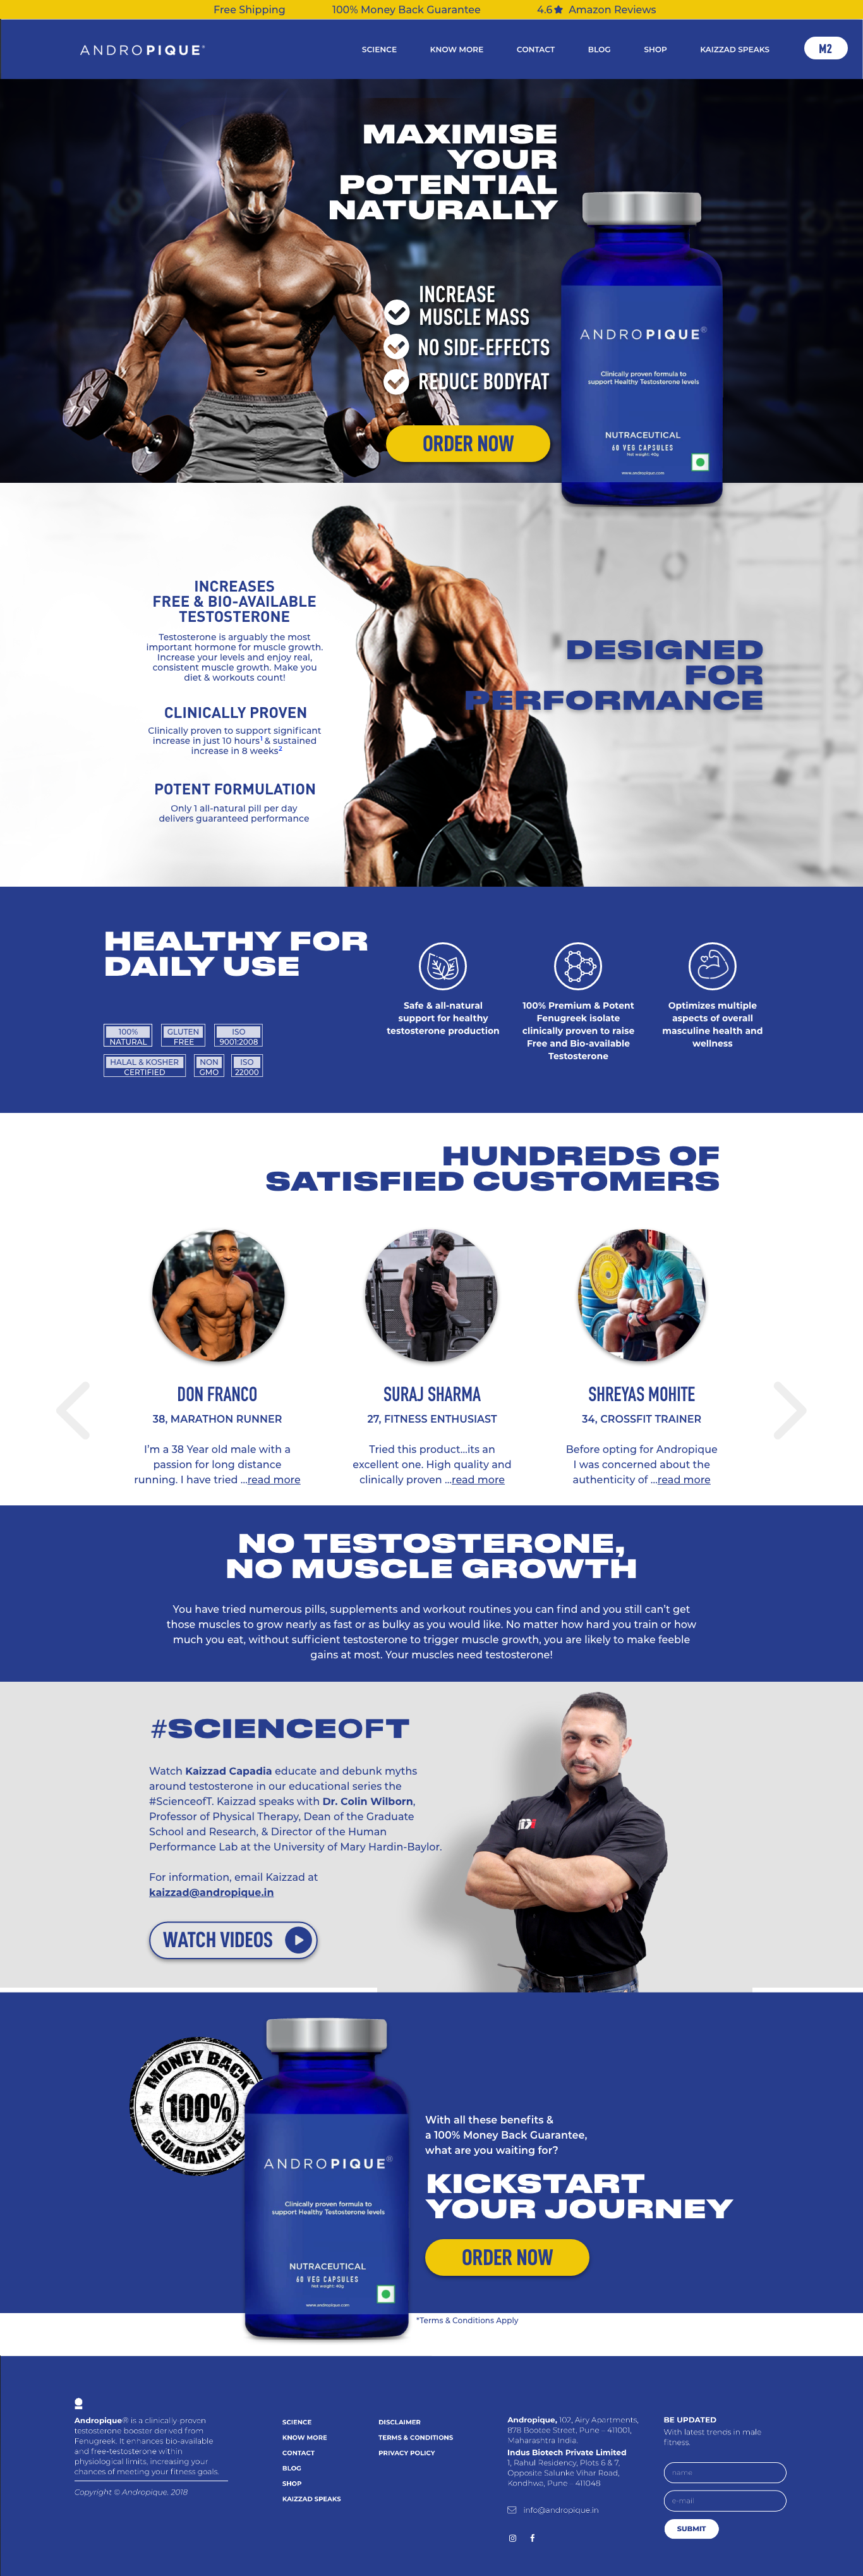 Free Shipping 100% Money Back Guarantee 4.6★ Amazon Reviews
ANDROPIQUE®
SCIENCE KNOW MORE CONTACT BLOG SHOP KAIZZAD SPEAKS M2
MAXIMISE
YOUR
POTENTIAL
NATURALLY
INCREASE
MUSCLE MASS
NO SIDE-EFFECTS
REDUCE BODYFAT
ORDER NOW
ANDROPIQUE®
Clinically proven formula to
support Healthy Testosterone levels
NUTRACEUTICAL
60 VEG CAPSULES
Net weight: 40g
www.andropique.com
INCREASES
FREE & BIO-AVAILABLE
TESTOSTERONE
Testosterone is arguably the most
important hormone for muscle growth.
Increase your levels and enjoy real,
consistent muscle growth. Make you
diet & workouts count!
CLINICALLY PROVEN
Clinically proven to support significant
increase in just 10 hours¹ & sustained
increase in 8 weeks²
POTENT FORMULATION
Only 1 all-natural pill per day
delivers guaranteed performance
DESIGNED
FOR
PERFORMANCE
HEALTHY FOR
DAILY USE
100%
NATURAL
GLUTEN
FREE
ISO
9001:2008
HALAL & KOSHER
CERTIFIED
NON
GMO
ISO
22000
Safe & all-natural
support for healthy
testosterone production
100% Premium & Potent
Fenugreek isolate
clinically proven to raise
Free and Bio-available
Testosterone
Optimizes multiple
aspects of overall
masculine health and
wellness
HUNDREDS OF
SATISFIED CUSTOMERS
DON FRANCO
38, MARATHON RUNNER
I'm a 38 Year old male with a
passion for long distance
running. I have tried ...read more
SURAJ SHARMA
27, FITNESS ENTHUSIAST
Tried this product...its an
excellent one. High quality and
clinically proven ...read more
SHREYAS MOHITE
34, CROSSFIT TRAINER
Before opting for Andropique
I was concerned about the
authenticity of ...read more
NO TESTOSTERONE,
NO MUSCLE GROWTH
You have tried numerous pills, supplements and workout routines you can find and you still can't get
those muscles to grow nearly as fast or as bulky as you would like. No matter how hard you train or how
much you eat, without sufficient testosterone to trigger muscle growth, you are likely to make feeble
gains at most. Your muscles need testosterone!
#SCIENCEOFT
Watch Kaizzad Capadia educate and debunk myths
around testosterone in our educational series the
#ScienceofT. Kaizzad speaks with Dr. Colin Wilborn,
Professor of Physical Therapy, Dean of the Graduate
School and Research, & Director of the Human
Performance Lab at the University of Mary Hardin-Baylor.
For information, email Kaizzad at
kaizzad@andropique.in
WATCH VIDEOS
MONEY BACK
100%
GUARANTEE
ANDROPIQUE®
Clinically proven formula to
support Healthy Testosterone levels
NUTRACEUTICAL
60 VEG CAPSULES
Net weight: 40g
www.andropique.com
With all these benefits &
a 100% Money Back Guarantee,
what are you waiting for?
KICKSTART
YOUR JOURNEY
ORDER NOW
*Terms & Conditions Apply
Andropique® is a clinically-proven
testosterone booster derived from
Fenugreek. It enhances bio-available
and free-testosterone within
physiological limits, increasing your
chances of meeting your fitness goals.
Copyright © Andropique. 2018
SCIENCE
KNOW MORE
CONTACT
BLOG
SHOP
KAIZZAD SPEAKS
DISCLAIMER
TERMS & CONDITIONS
PRIVACY POLICY
Andropique, 102, Airy Apartments,
878 Bootee Street, Pune - 411001,
Maharashtra India.
Indus Biotech Private Limited
1, Rahul Residency, Plots 6 & 7,
Opposite Salunke Vihar Road,
Kondhwa, Pune - 411048
info@andropique.in
BE UPDATED
With latest trends in male
fitness.
name
e-mail
SUBMIT